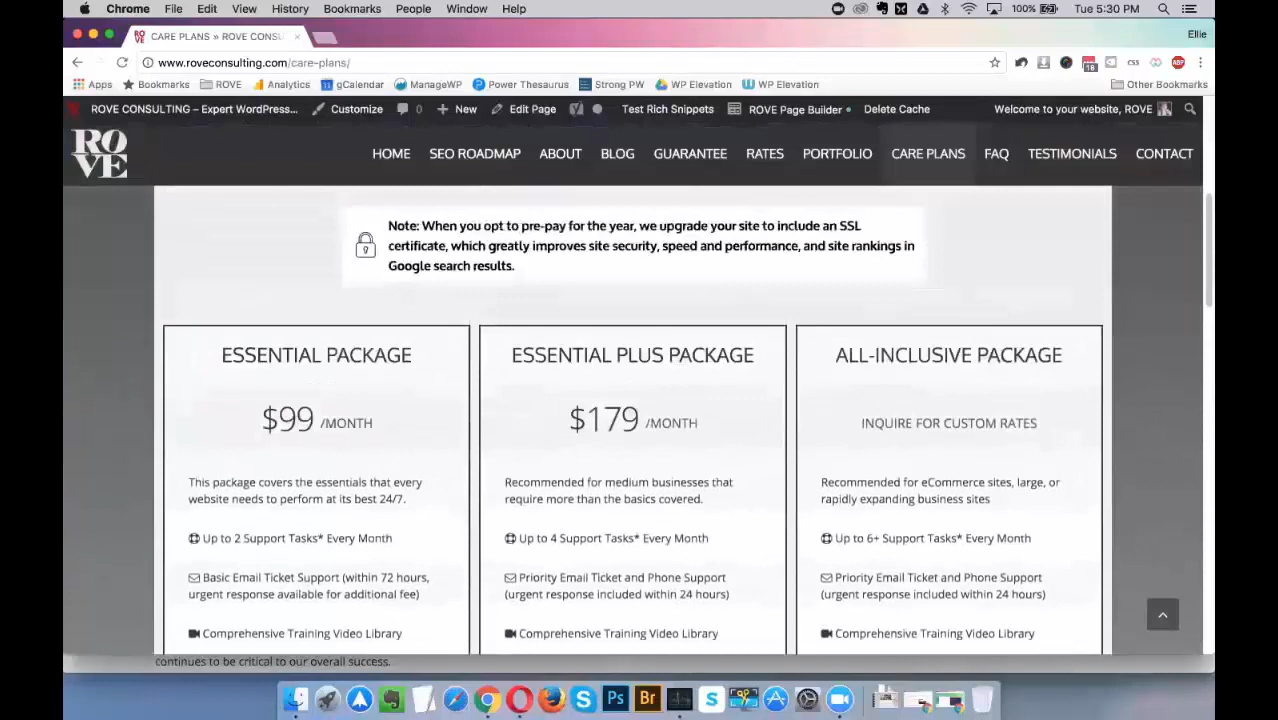 Chrome File Edit View History Bookmarks People Window Help 100% Tue 5:30 PM
CARE PLANS » ROVE CONSU Ellie
www.roveconsulting.com/care-plans/
Apps Bookmarks ROVE Analytics gCalendar ManageWP Power Thesaurus Strong PW WP Elevation WP Elevation Other Bookmarks
ROVE CONSULTING – Expert WordPress... Customize 0 New Edit Page Test Rich Snippets ROVE Page Builder Delete Cache Welcome to your website, ROVE
ROVE
HOME SEO ROADMAP ABOUT BLOG GUARANTEE RATES PORTFOLIO CARE PLANS FAQ TESTIMONIALS CONTACT
Note: When you opt to pre-pay for the year, we upgrade your site to include an SSL
certificate, which greatly improves site security, speed and performance, and site rankings in
Google search results.
ESSENTIAL PACKAGE
$99 /MONTH
This package covers the essentials that every
website needs to perform at its best 24/7.
Up to 2 Support Tasks* Every Month
Basic Email Ticket Support (within 72 hours,
urgent response available for additional fee)
Comprehensive Training Video Library
ESSENTIAL PLUS PACKAGE
$179 /MONTH
Recommended for medium businesses that
require more than the basics covered.
Up to 4 Support Tasks* Every Month
Priority Email Ticket and Phone Support
(urgent response included within 24 hours)
Comprehensive Training Video Library
ALL-INCLUSIVE PACKAGE
INQUIRE FOR CUSTOM RATES
Recommended for eCommerce sites, large, or
rapidly expanding business sites
Up to 6+ Support Tasks* Every Month
Priority Email Ticket and Phone Support
(urgent response included within 24 hours)
Comprehensive Training Video Library
continues to be critical to our overall success.
Ps Br